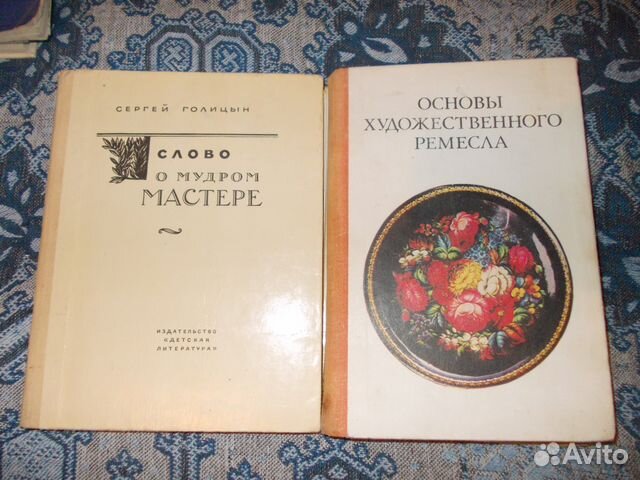 СЕРГЕЙ ГОЛИЦЫН
СЛОВО
О МУДРОМ
МАСТЕРЕ
ИЗДАТЕЛЬСТВО
«ДЕТСКАЯ
ЛИТЕРАТУРА»
ОСНОВЫ
ХУДОЖЕСТВЕННОГО
РЕМЕСЛА
Avito